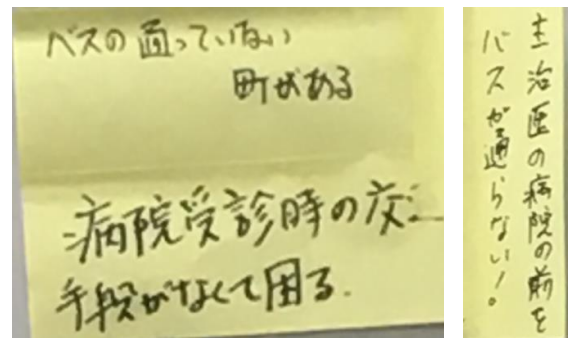 バスの通っていない
町がある
病院受診時の交
手段がなくて困る.
主治医の病院の前を
バスが通らない!。